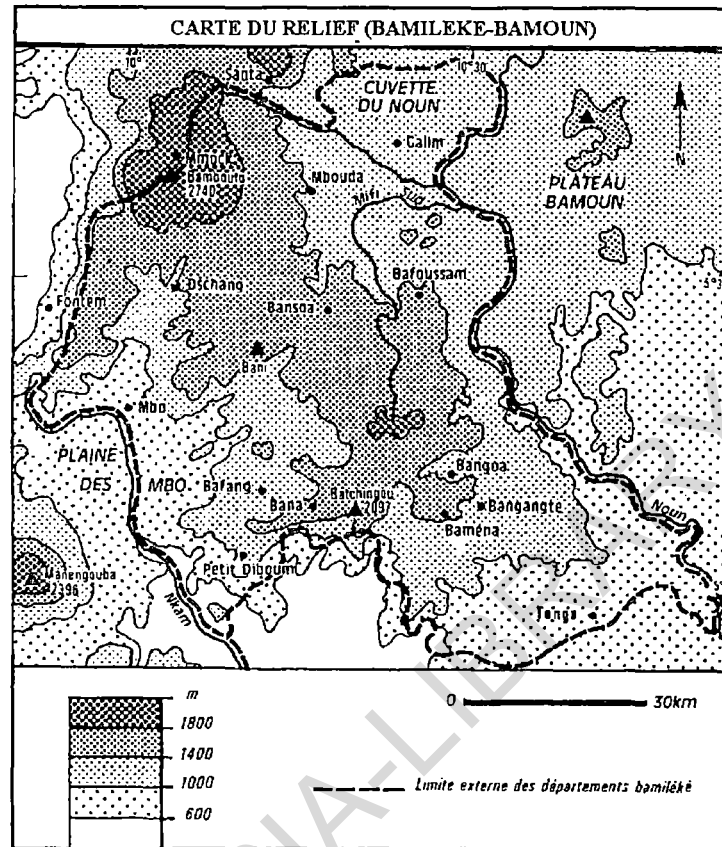 CARTE DU RELIEF (BAMILEKE-BAMOUN)
10°
10°30
Santa
CUVETTE
DU NOUN
Galim
Mbouda
Mifi Sud
PLATEAU
BAMOUN
N
2740
Dschang
Bafoussam
Fontem
Bansoa
Bani
Mbo
PLAINE
DES MBO
Bafang
Bana
Batchingou
2097
Bangoa
Bangangte
Bamena
Noun
Petit Diboum
Manengouba
2396
Nkam
Tonga
m
1800
1400
1000
600
0 30km
Limite externe des départements bamiléké